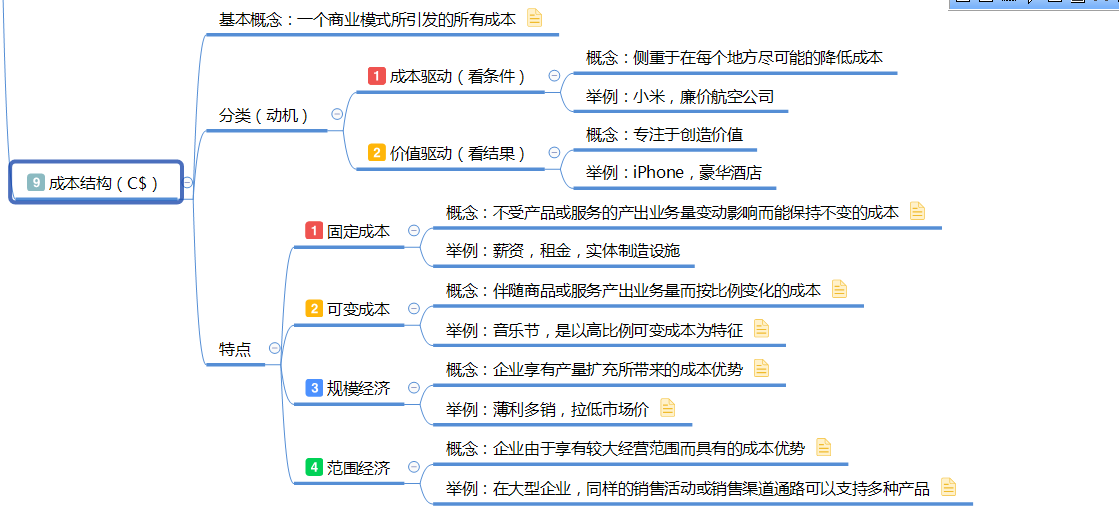 基本概念：一个商业模式所引发的所有成本
概念：侧重于在每个地方尽可能的降低成本
1 成本驱动（看条件）
举例：小米，廉价航空公司
分类（动机）
概念：专注于创造价值
2 价值驱动（看结果）
举例：iPhone，豪华酒店
9 成本结构（C$）
概念：不受产品或服务的产出业务量变动影响而能保持不变的成本
1 固定成本
举例：薪资，租金，实体制造设施
概念：伴随商品或服务产出业务量而按比例变化的成本
2 可变成本
举例：音乐节，是以高比例可变成本为特征
特点
概念：企业享有产量扩充所带来的成本优势
3 规模经济
举例：薄利多销，拉低市场价
概念：企业由于享有较大经营范围而具有的成本优势
4 范围经济
举例：在大型企业，同样的销售活动或销售渠道通路可以支持多种产品